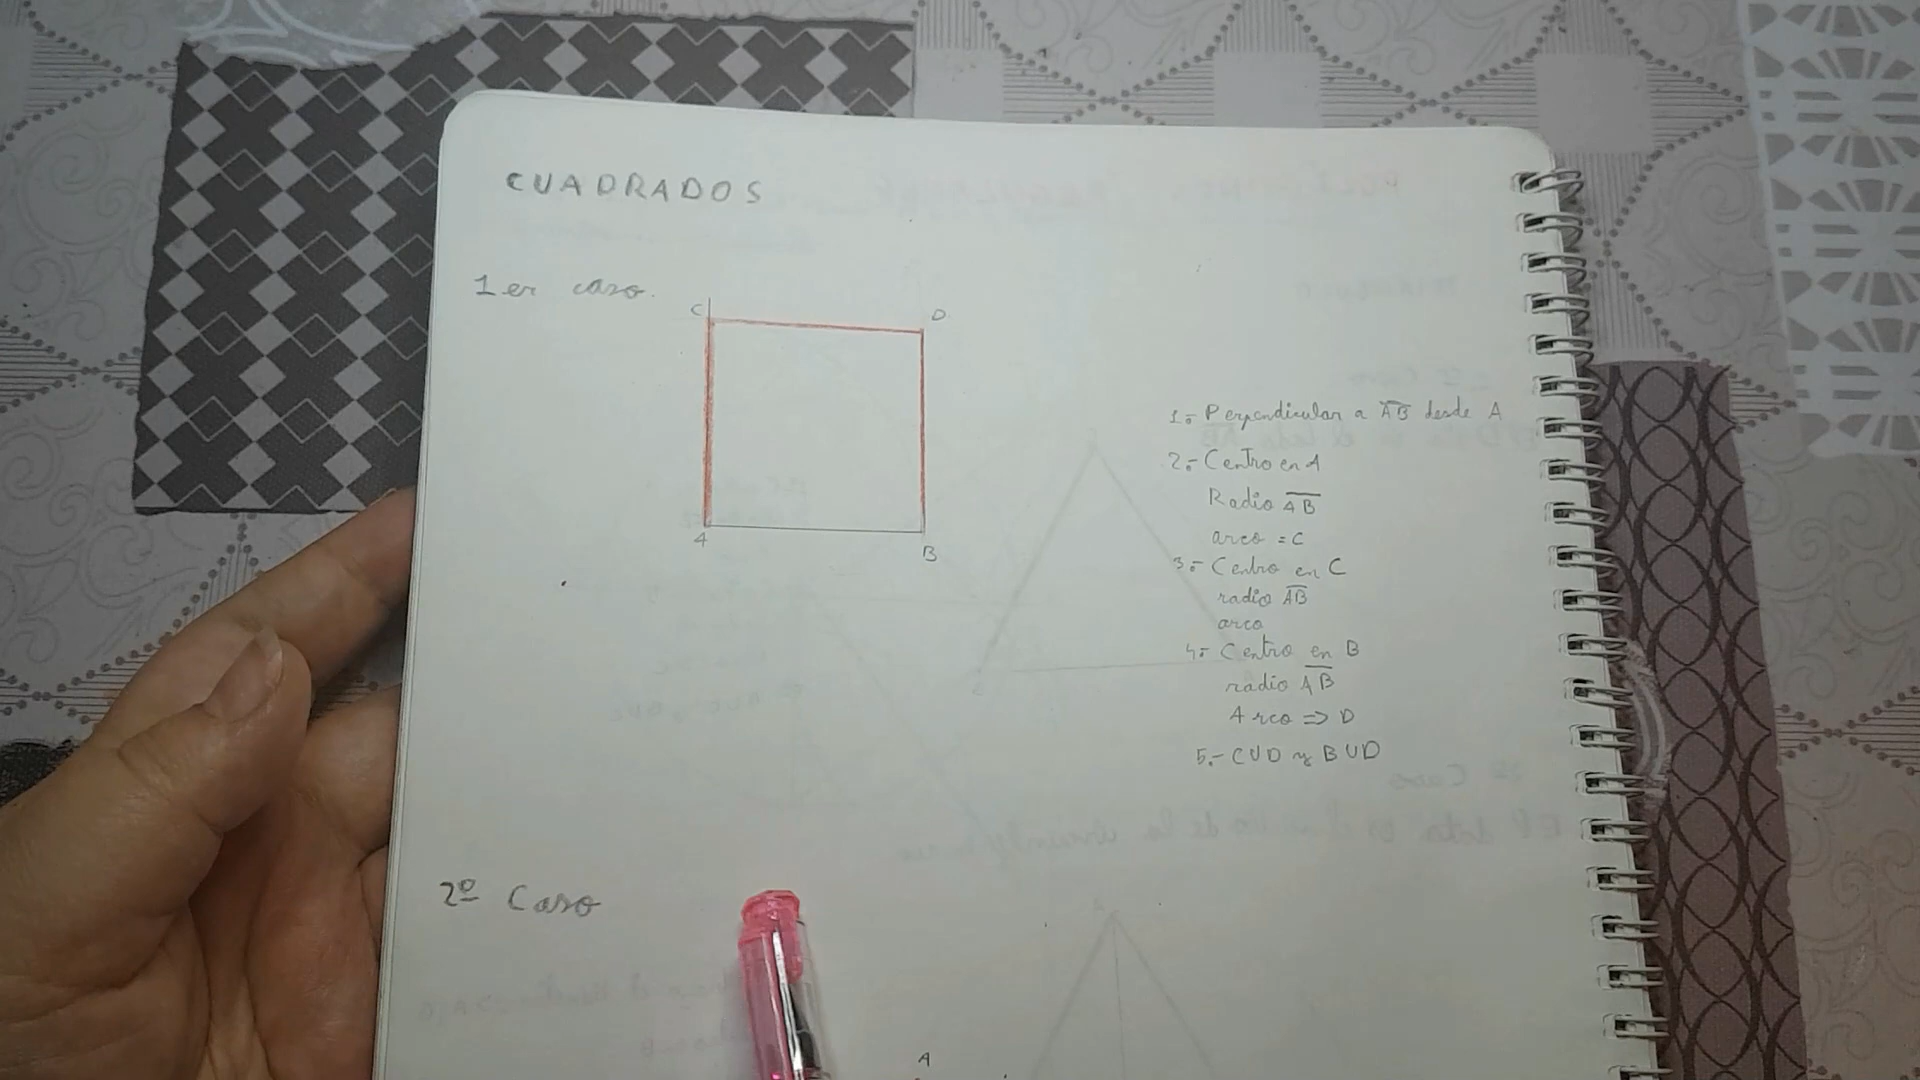 CUADRADOS
1er caso.
C
D
A
B
1.- Perpendicular a AB desde A
2.- Centro en A
Radio AB
arco = C
3.- Centro en C
radio AB
arco
4.- Centro en B
radio AB
Arco => D
5.- CUD y BUD
2º Caso
A